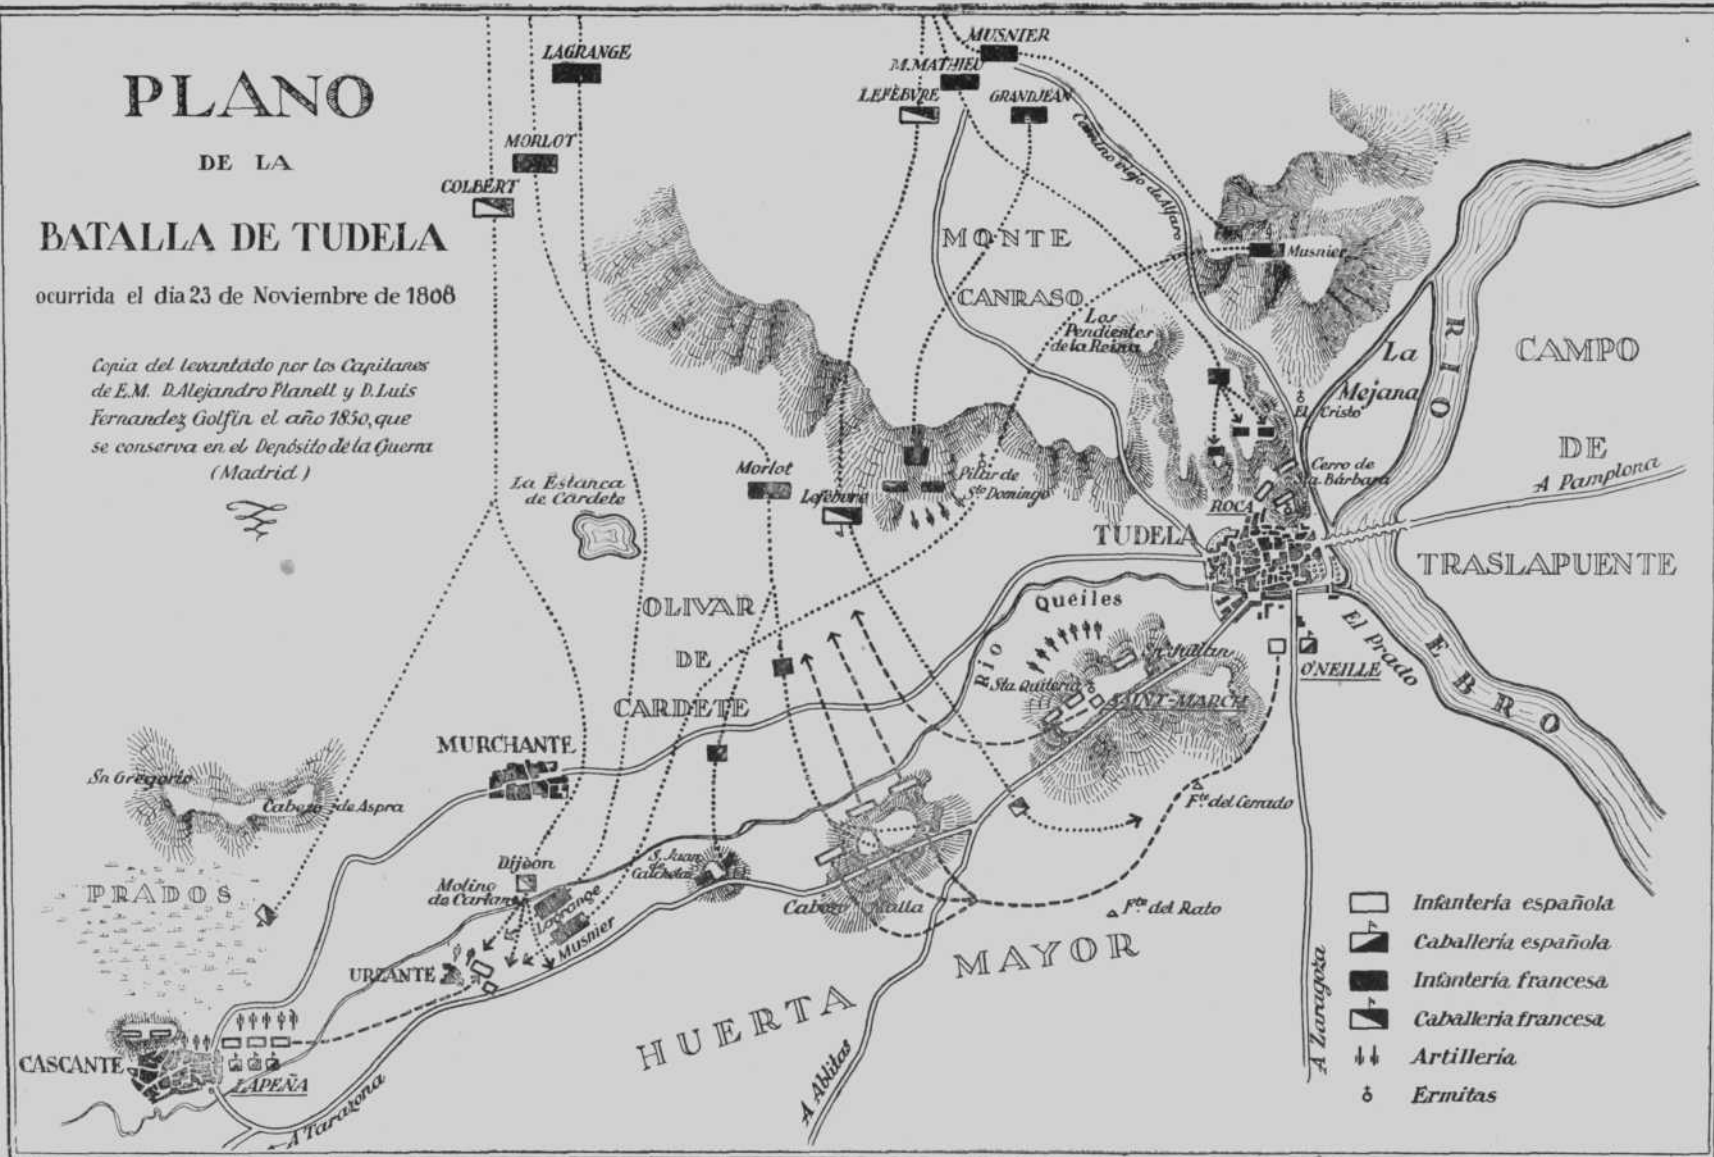 PLANO
DE LA
BATALLA DE TUDELA
ocurrida el día 23 de Noviembre de 1808
Copia del levantado por los Capitanes
de E.M. D.Alejandro Planell y D.Luis
Fernandez Golfín el año 1850, que
se conserva en el Depósito de la Guerra
(Madrid)
LAGRANGE
MORLOT
COLBERT
MUSNIER
M.MATHIEU
LEFÈBVRE
GRANDJEAN
Camino viejo de Alfaro
MONTE
CANRASO
Musnier
Los
Pendientes
de la Reina
La
Mejana
El Cristo
RIO
EBRO
CAMPO
DE
TRASLAPUENTE
A Pamplona
Cerro de
Sta. Bárbara
ROCA
TUDELA
Pilar de
Sto Domingo
Morlot
Lefebvre
La Estanca
de Cardete
OLIVAR
DE
CARDETE
Rio Queiles
Sn Julian
Sta Quiteria
SAINT-MARCH
El Prado
O'NEILLE
MURCHANTE
Sn Gregorio
Cabezo de Aspra
PRADOS
Dijeon
Molino
de
Lagrange
Musnier
S. Juan
de
Cabezo Malla
Fte del Cerrado
Fte del Rato
URZANTE
CASCANTE
LAPEÑA
A Tarazona
HUERTA MAYOR
A Ablitas
A Zaragoza
Infantería española
Caballería española
Infantería francesa
Caballería francesa
Artillería
Ermitas